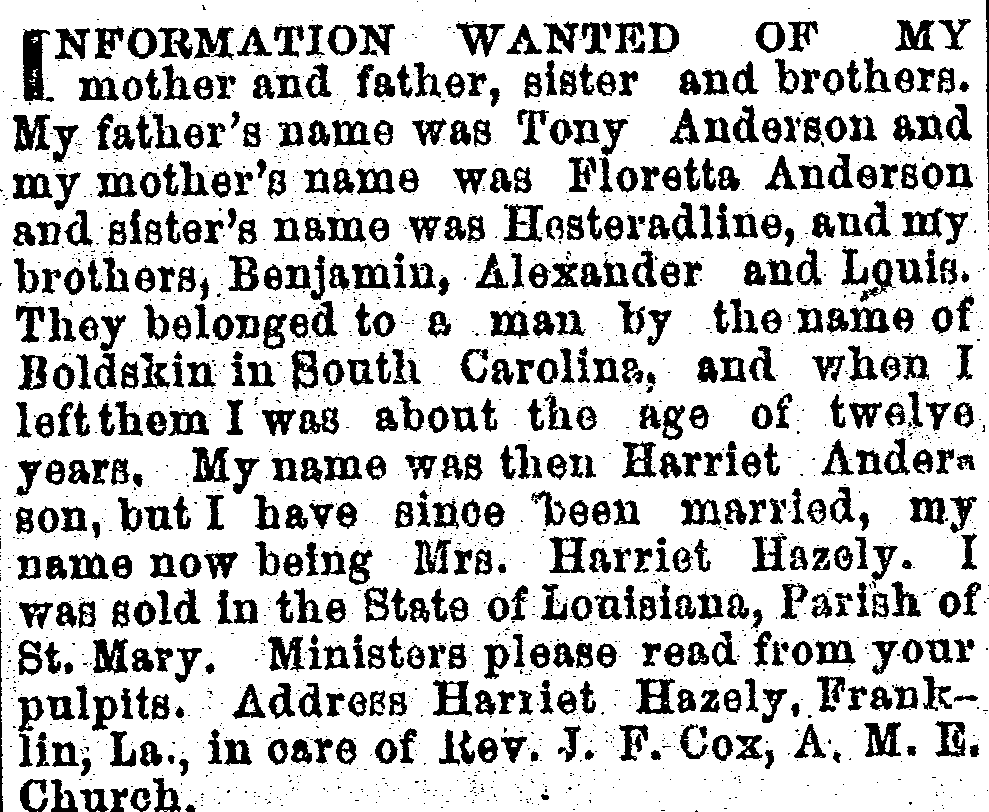 INFORMATION WANTED OF MY
mother and father, sister and brothers.
My father's name was Tony Anderson and
my mother's name was Floretta Anderson
and sister's name was Hesteradline, and my
brothers, Benjamin, Alexander and Louis.
They belonged to a man by the name of
Boldskin in South Carolina, and when I
left them I was about the age of twelve
years. My name was then Harriet Ander-
son, but I have since been married, my
name now being Mrs. Harriet Hazely. I
was sold in the State of Louisiana, Parish of
St. Mary. Ministers please read from your
pulpits. Address Harriet Hazely, Frank-
lin, La., in care of Rev. J. F. Cox, A. M. E.
Church.